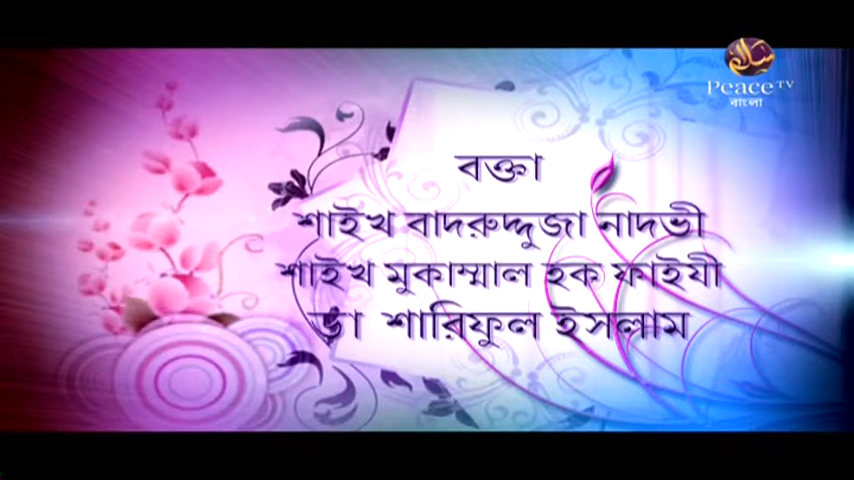 Peace TV
বাংলা
বক্তা
শাইখ বাদরুদ্দুজা নাদভী
শাইখ মুকাম্মাল হক ফাইযী
ডা শারিফুল ইসলাম